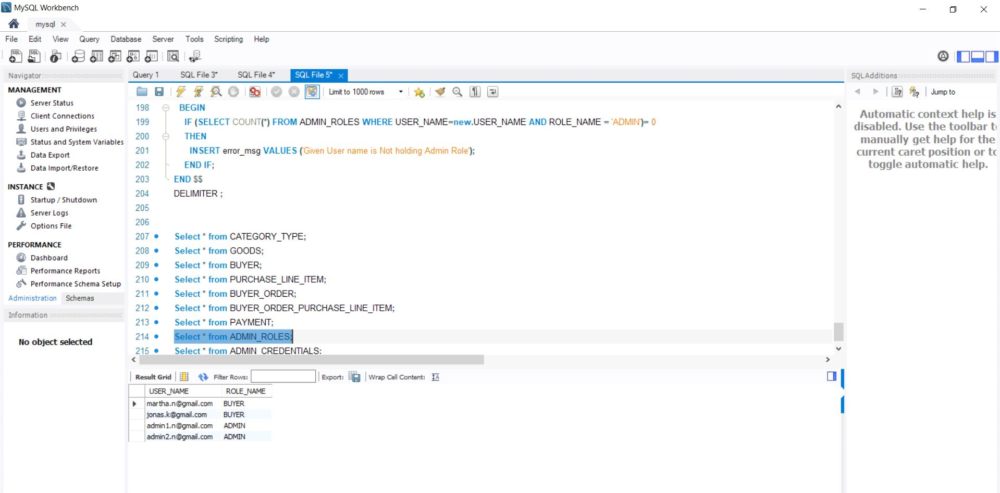 MySQL Workbench
mysql
File Edit View Query Database Server Tools Scripting Help
Navigator
MANAGEMENT
Server Status
Client Connections
Users and Privileges
Status and System Variables
Data Export
Data Import/Restore
INSTANCE
Startup / Shutdown
Server Logs
Options File
PERFORMANCE
Dashboard
Performance Reports
Performance Schema Setup
Administration Schemas
Information
No object selected
Query 1 SQL File 3* SQL File 4* SQL File 5*
Limit to 1000 rows
198 BEGIN
199 IF (SELECT COUNT(*) FROM ADMIN_ROLES WHERE USER_NAME=new.USER_NAME AND ROLE_NAME = 'ADMIN')= 0
200 THEN
201 INSERT error_msg VALUES ('Given User name is Not holding Admin Role');
202 END IF;
203 END $$
204 DELIMITER ;
205
206
207 Select * from CATEGORY_TYPE;
208 Select * from GOODS;
209 Select * from BUYER;
210 Select * from PURCHASE_LINE_ITEM;
211 Select * from BUYER_ORDER;
212 Select * from BUYER_ORDER_PURCHASE_LINE_ITEM;
213 Select * from PAYMENT;
214 Select * from ADMIN_ROLES;
215 Select * from ADMIN_CREDENTIALS;
Result Grid Filter Rows: Export: Wrap Cell Content:
USER_NAME ROLE_NAME
martha.n@gmail.com BUYER
jonas.k@gmail.com BUYER
admin1.n@gmail.com ADMIN
admin2.n@gmail.com ADMIN
SQLAdditions
Jump to
Automatic context help is
disabled. Use the toolbar t
manually get help for the
current caret position or to
toggle automatic help.